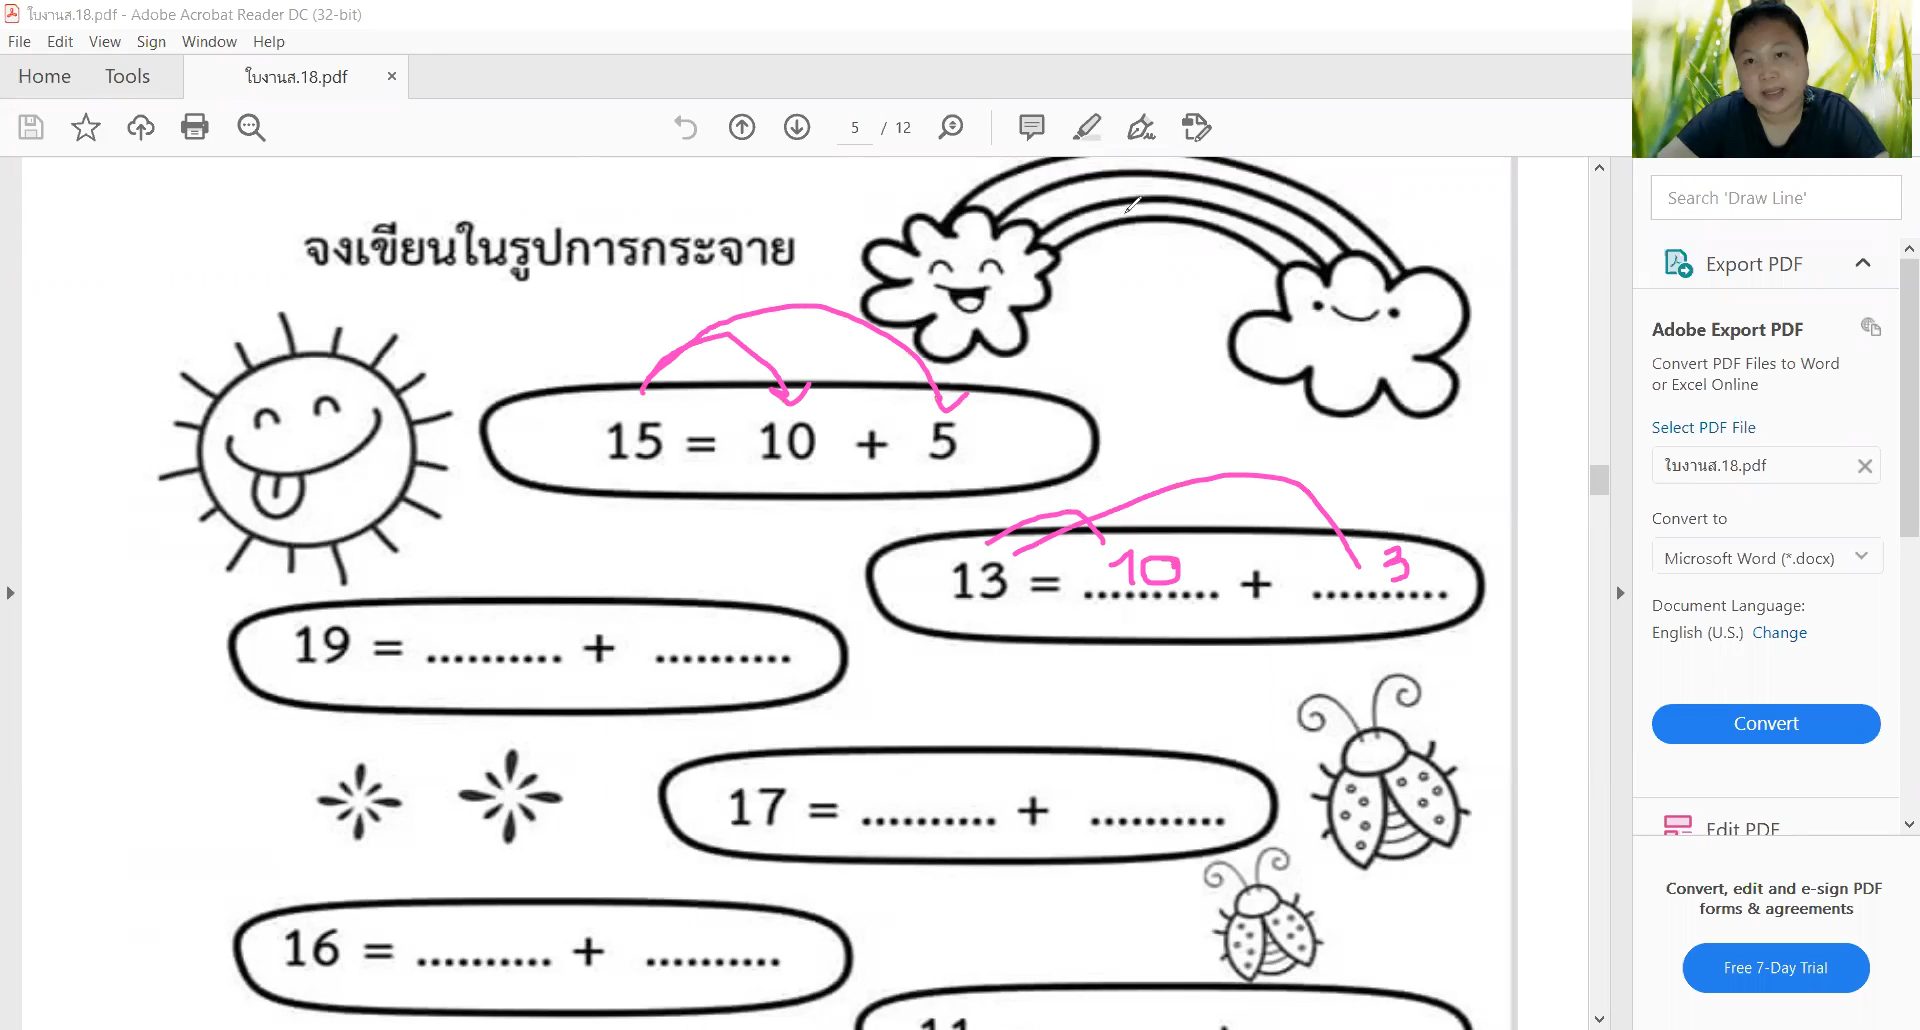 ใบงานส.18.pdf - Adobe Acrobat Reader DC (32-bit)
File Edit View Sign Window Help
Home Tools ใบงานส.18.pdf ×
5 / 12
จงเขียนในรูปการกระจาย
15 = 10 + 5
13 = ..........10 + ..........3
19 = .......... + ..........
17 = .......... + ..........
16 = .......... + ..........
11 = +
Search 'Draw Line'
Export PDF
Adobe Export PDF
Convert PDF Files to Word
or Excel Online
Select PDF File
ใบงานส.18.pdf
Convert to
Microsoft Word (*.docx)
Document Language:
English (U.S.) Change
Convert
Edit PDF
Convert, edit and e-sign PDF
forms & agreements
Free 7-Day Trial